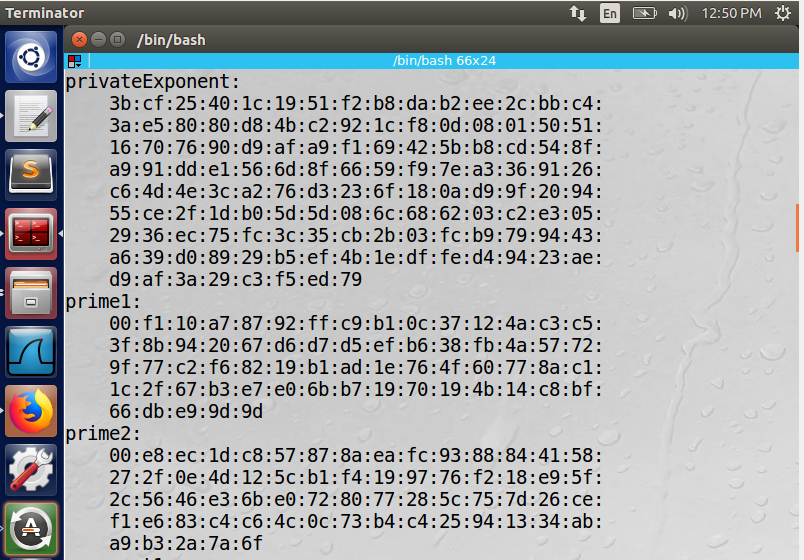 Terminator
En
12:50 PM
/bin/bash
/bin/bash 66x24
privateExponent:
3b:cf:25:40:1c:19:51:f2:b8:da:b2:ee:2c:bb:c4:
3a:e5:80:80:d8:4b:c2:92:1c:f8:0d:08:01:50:51:
16:70:76:90:d9:af:a9:f1:69:42:5b:b8:cd:54:8f:
a9:91:dd:e1:56:6d:8f:66:59:f9:7e:a3:36:91:26:
c6:4d:4e:3c:a2:76:d3:23:6f:18:0a:d9:9f:20:94:
55:ce:2f:1d:b0:5d:5d:08:6c:68:62:03:c2:e3:05:
29:36:ec:75:fc:3c:35:cb:2b:03:fc:b9:79:94:43:
a6:39:d0:89:29:b5:ef:4b:1e:df:fe:d4:94:23:ae:
d9:af:3a:29:c3:f5:ed:79
prime1:
00:f1:10:a7:87:92:ff:c9:b1:0c:37:12:4a:c3:c5:
3f:8b:94:20:67:d6:d7:d5:ef:b6:38:fb:4a:57:72:
9f:77:c2:f6:82:19:b1:ad:1e:76:4f:60:77:8a:c1:
1c:2f:67:b3:e7:e0:6b:b7:19:70:19:4b:14:c8:bf:
66:db:e9:9d:9d
prime2:
00:e8:ec:1d:c8:57:87:8a:ea:fc:93:88:84:41:58:
27:2f:0e:4d:12:5c:b1:f4:19:97:76:f2:18:e9:5f:
2c:56:46:e3:6b:e0:72:80:77:28:5c:75:7d:26:ce:
f1:e6:83:c4:c6:4c:0c:73:b4:c4:25:94:13:34:ab:
a9:b3:2a:7a:6f